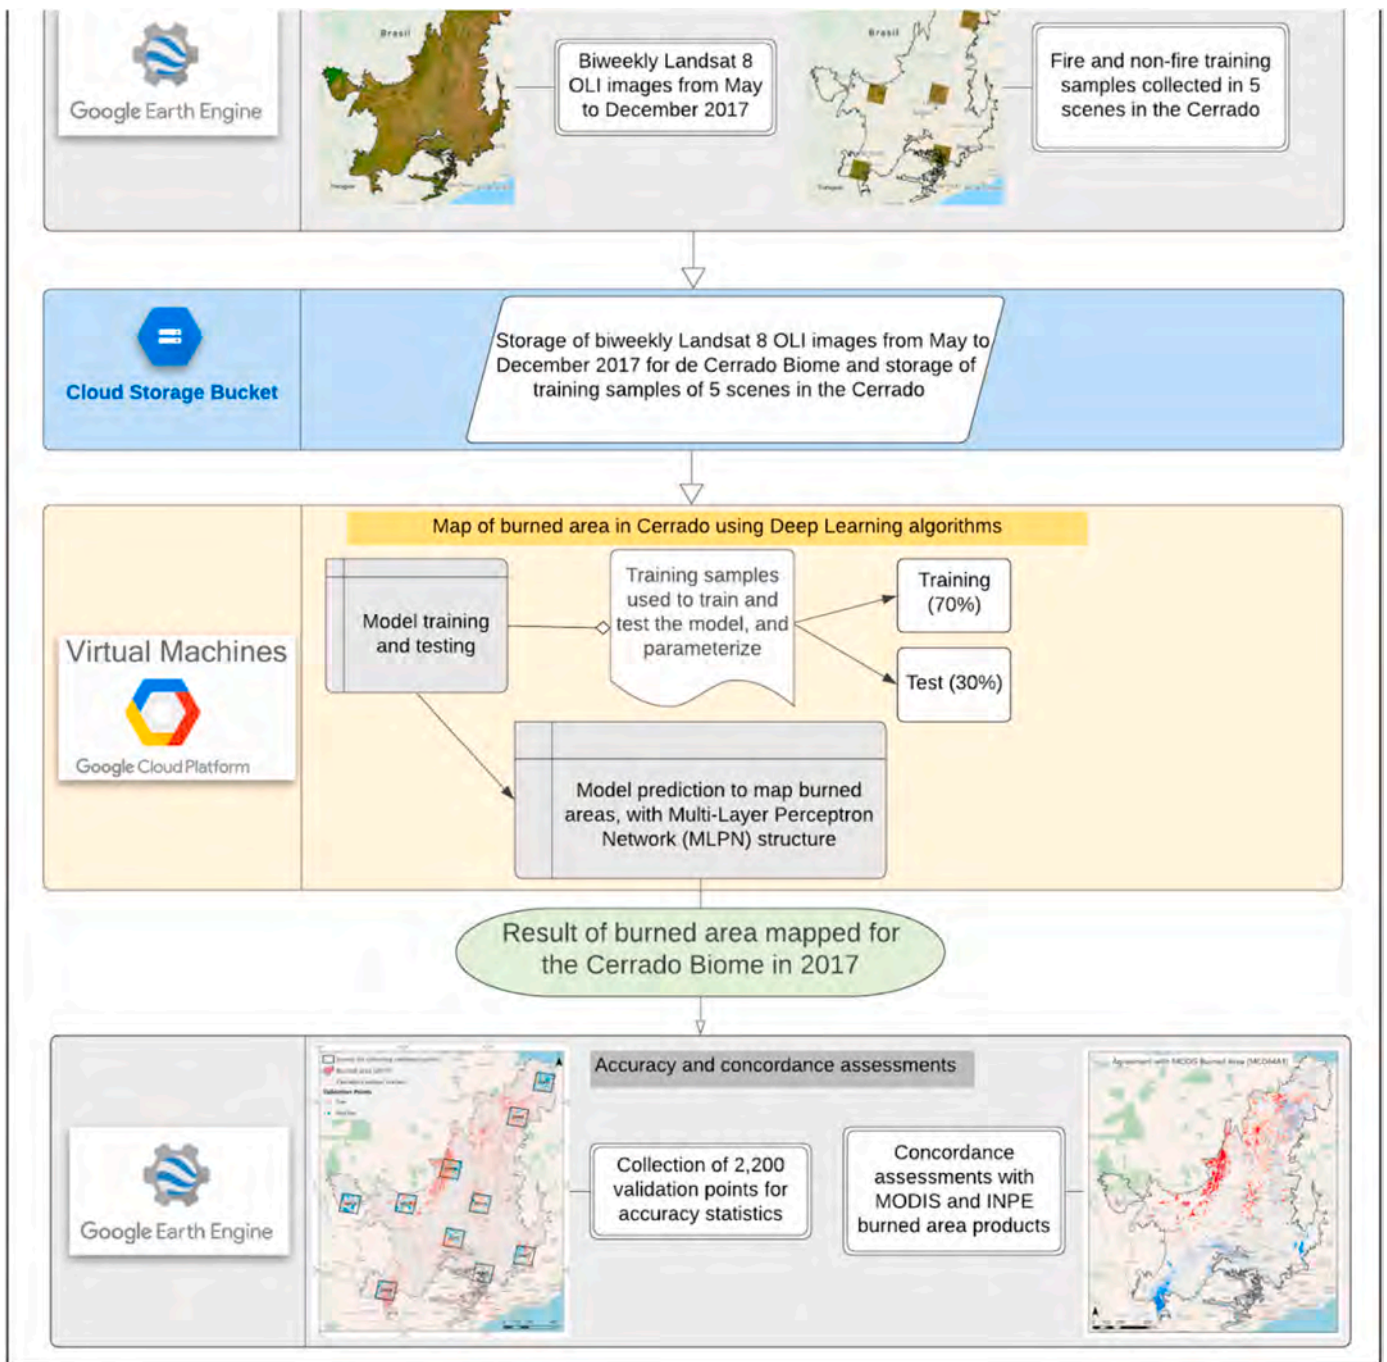 Brasil
Brasil
Google Earth Engine
Biweekly Landsat 8
OLI images from May
to December 2017
Fire and non-fire training
samples collected in 5
scenes in the Cerrado
Cloud Storage Bucket
Storage of biweekly Landsat 8 OLI images from May to
December 2017 for de Cerrado Biome and storage of
training samples of 5 scenes in the Cerrado
Map of burned area in Cerrado using Deep Learning algorithms
Virtual Machines
Google Cloud Platform
Model training
and testing
Training samples
used to train and
test the model, and
parameterize
Training
(70%)
Test (30%)
Model prediction to map burned
areas, with Multi-Layer Perceptron
Network (MLPN) structure
Result of burned area mapped for
the Cerrado Biome in 2017
Google Earth Engine
Accuracy and concordance assessments
Collection of 2,200
validation points for
accuracy statistics
Concordance
assessments with
MODIS and INPE
burned area products
Agreement with MODIS Burned Area (MCD64A1)